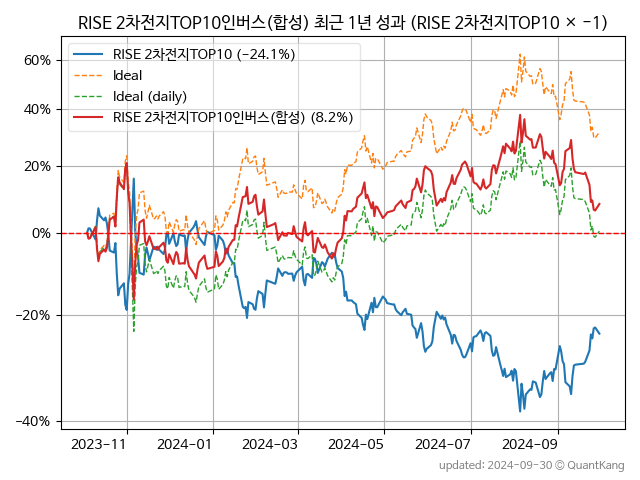 RISE 2차전지TOP10인버스(합성) 최근 1년 성과 (RISE 2차전지TOP10 × −1)
RISE 2차전지TOP10 (−24.1%)
Ideal
Ideal (daily)
RISE 2차전지TOP10인버스(합성) (8.2%)
60%
40%
20%
0%
−20%
−40%
2023-11
2024-01
2024-03
2024-05
2024-07
2024-09
updated: 2024-09-30 © QuantKang